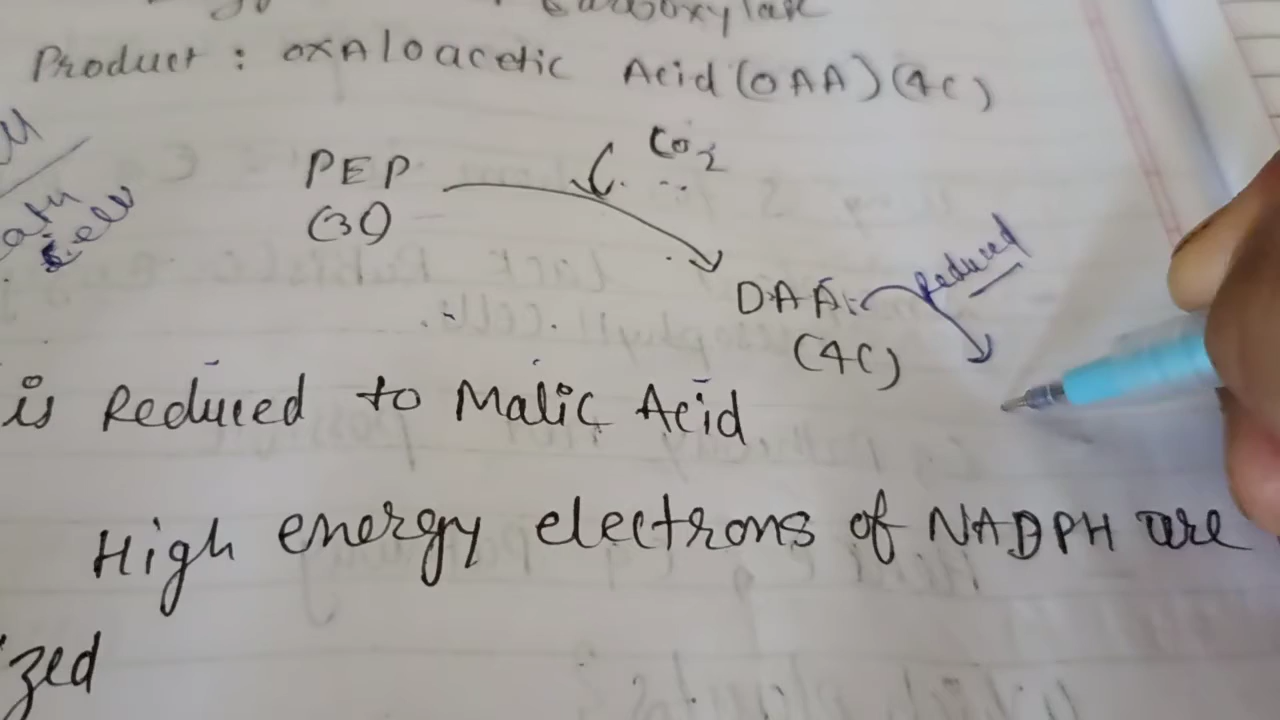 Product : oxAloacetic Acid (OAA) (4C)
CO2
PEP
(3C)
reduced
OAA
(4C)
is Reduced to Malic Acid
High energy electrons of NADPH are
zed